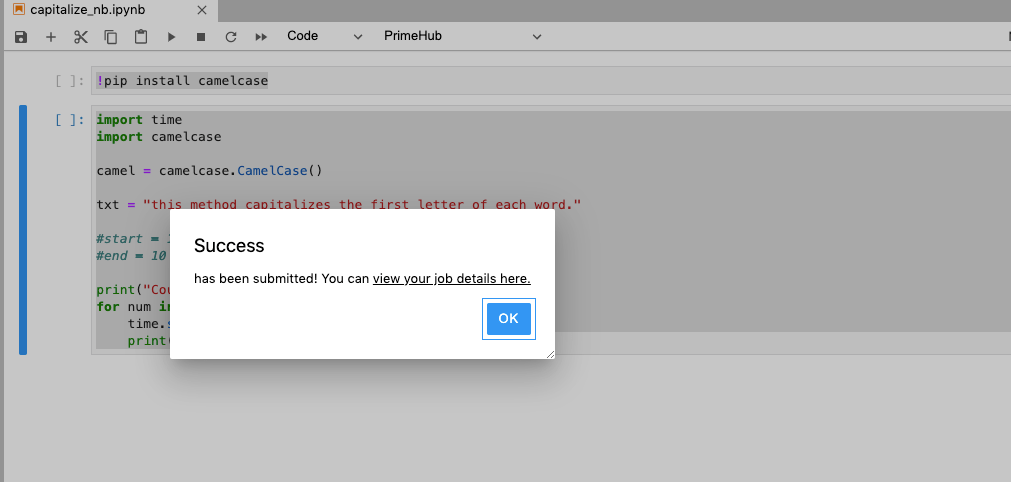 capitalize_nb.ipynb
Code PrimeHub
[ ]: !pip install camelcase
[ ]: import time
import camelcase
camel = camelcase.CamelCase()
txt = "this method capitalizes the first letter of each word."
#start =
#end = 10
print("Cou
for num in
time.s
print(
Success
has been submitted! You can view your job details here.
OK